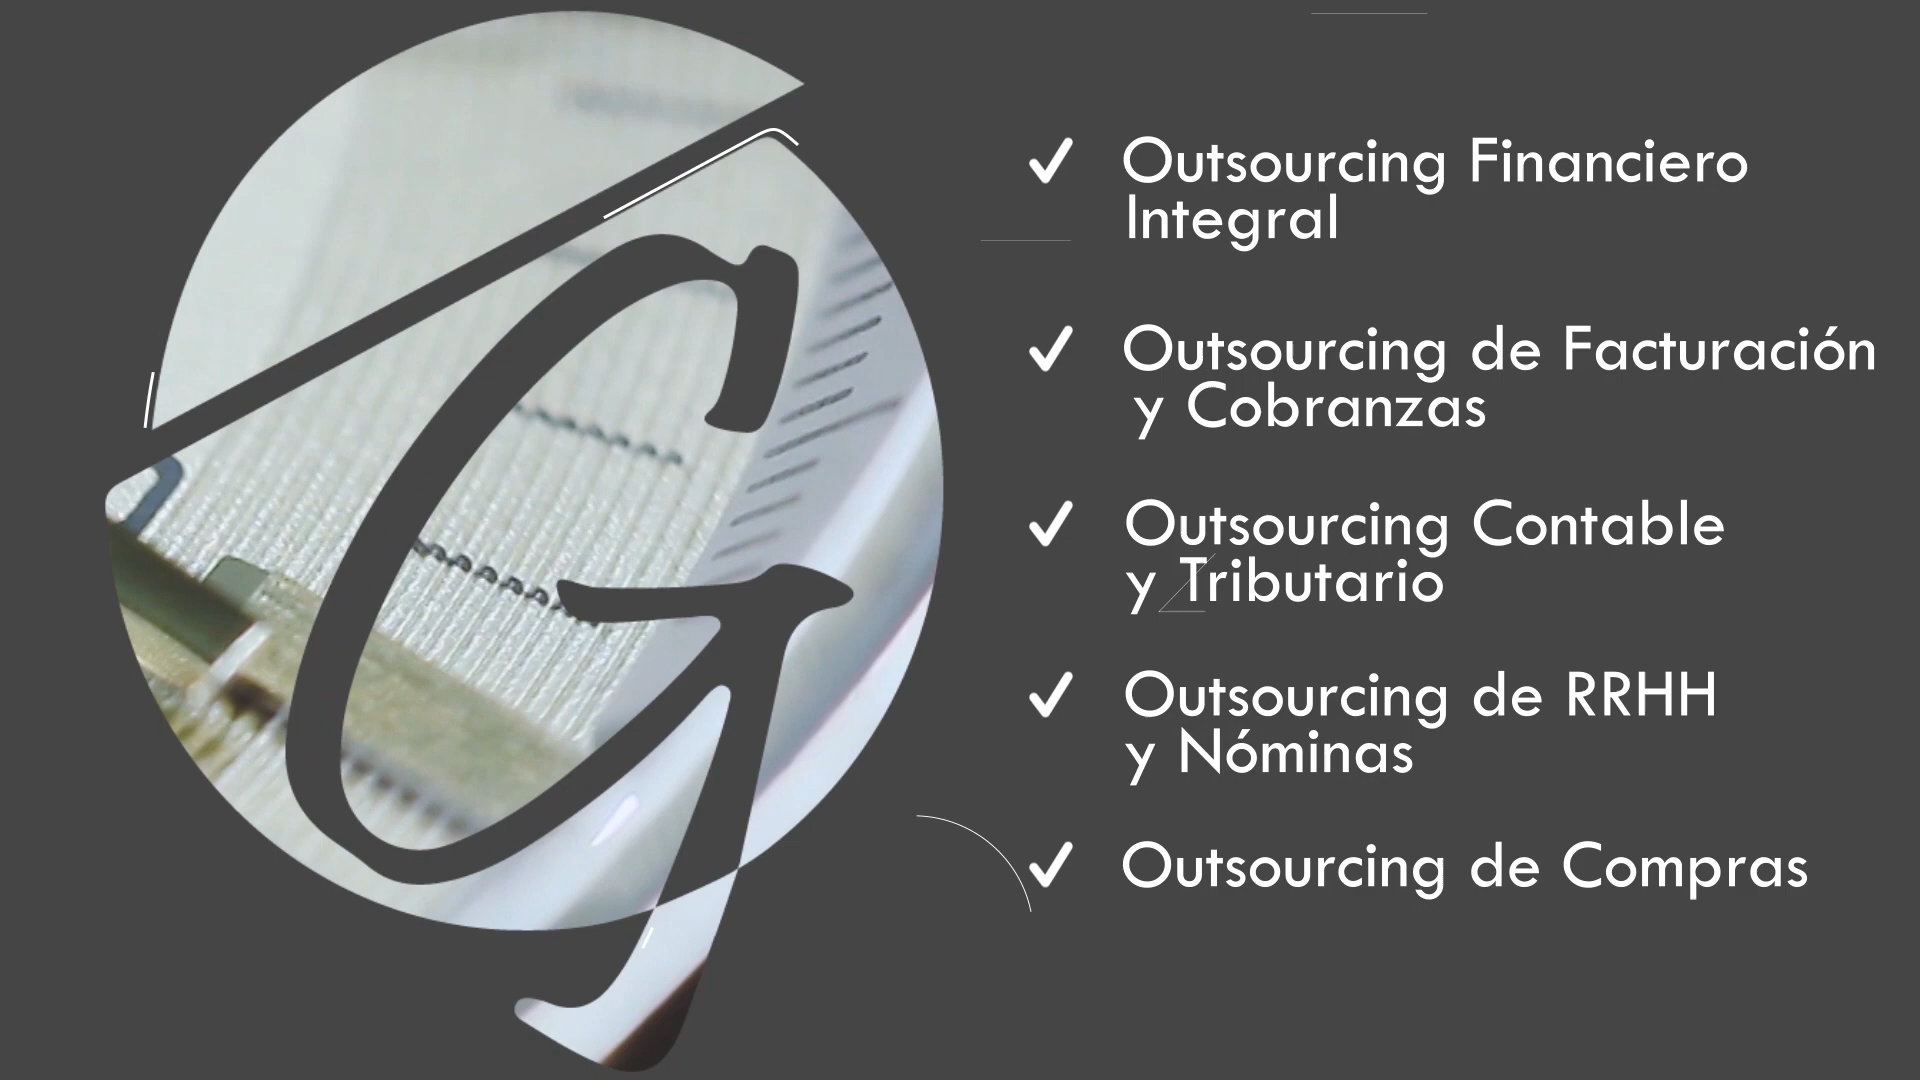 G
Outsourcing Financiero
Integral
Outsourcing de Facturación
y Cobranzas
Outsourcing Contable
y Tributario
Outsourcing de RRHH
y Nóminas
Outsourcing de Compras